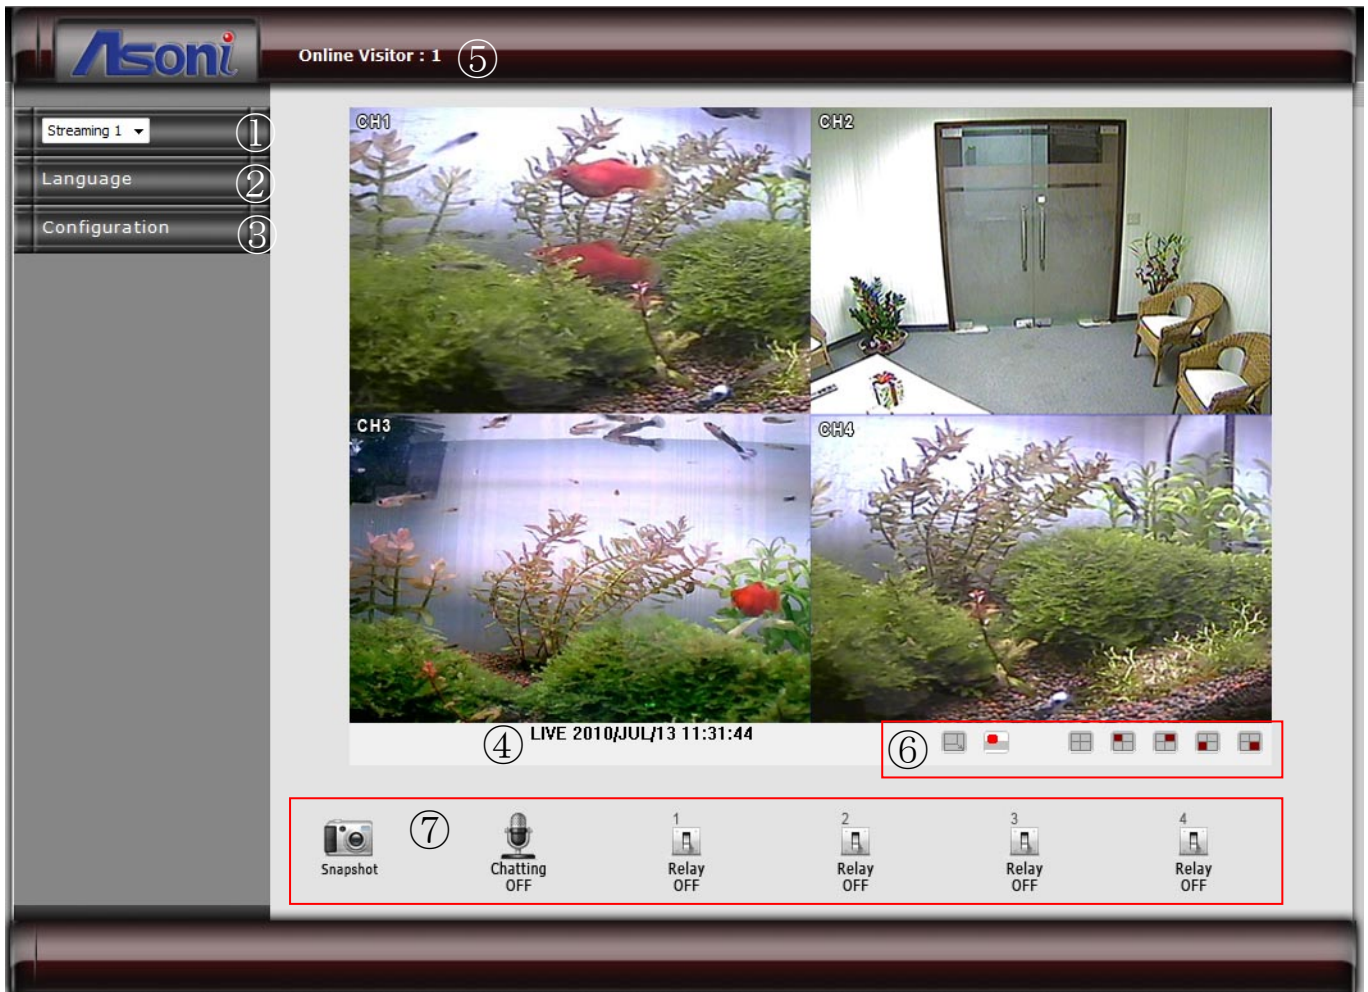 Asoni
Online Visitor : 1 ⑤
Streaming 1 ①
Language ②
Configuration ③
CH1
CH2
CH3
CH4
④ LIVE 2010/JUL/13 11:31:44
⑥
⑦
Snapshot
Chatting
OFF
1
Relay
OFF
2
Relay
OFF
3
Relay
OFF
4
Relay
OFF